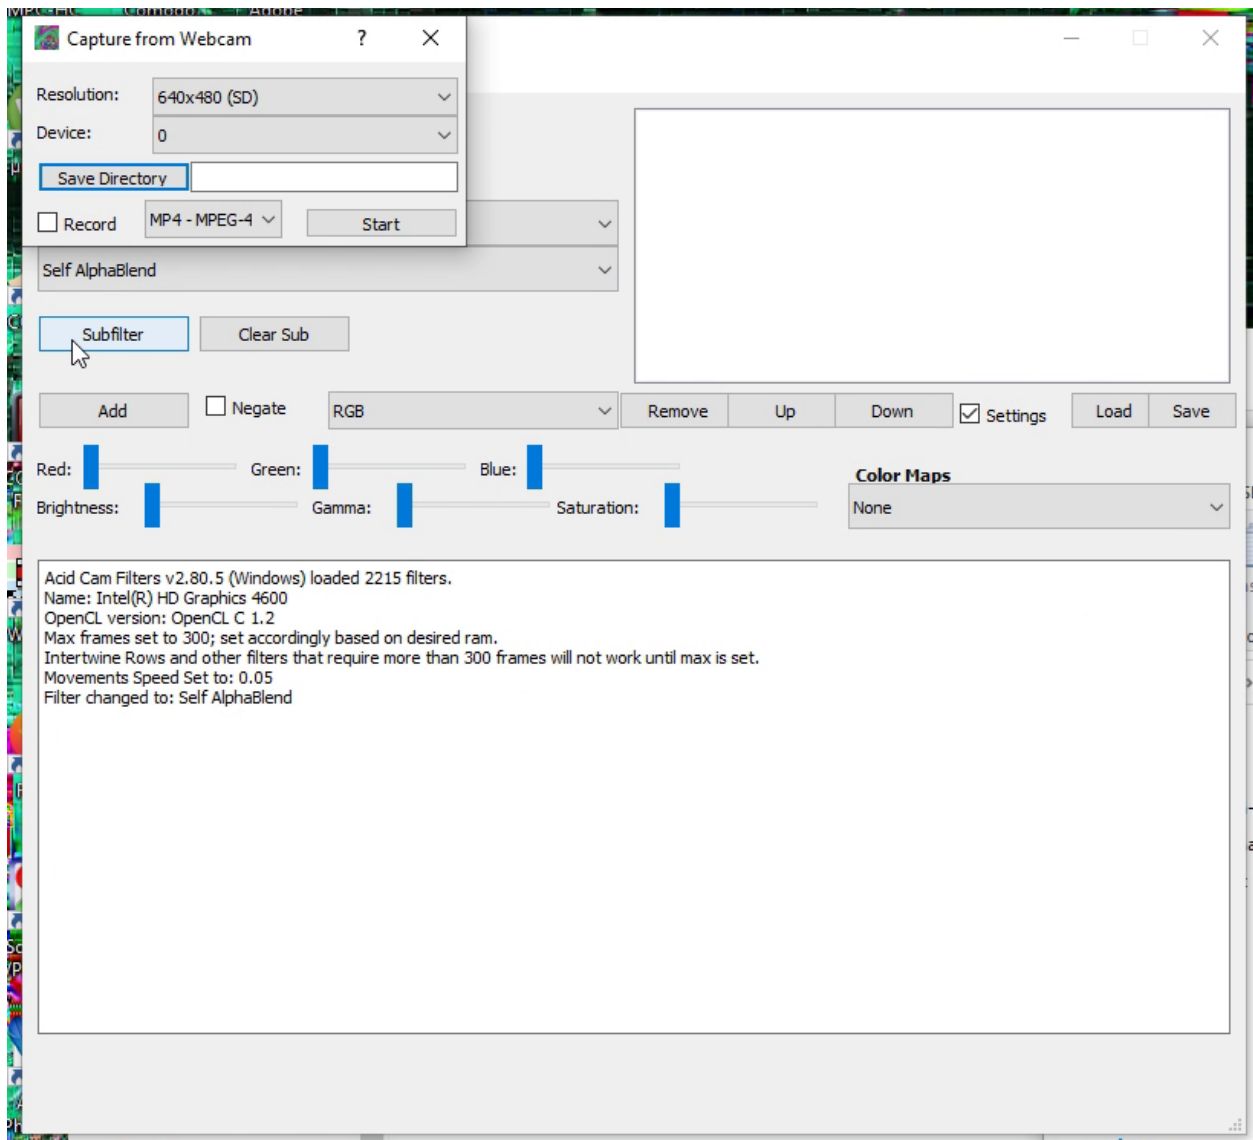 Capture from Webcam ?
Resolution: 640x480 (SD)
Device: 0
Save Directory
Record MP4 - MPEG-4 Start
Self AlphaBlend
Subfilter Clear Sub
Add Negate RGB Remove Up Down Settings Load Save
Red: Green: Blue: Color Maps
Brightness: Gamma: Saturation: None
Acid Cam Filters v2.80.5 (Windows) loaded 2215 filters.
Name: Intel(R) HD Graphics 4600
OpenCL version: OpenCL C 1.2
Max frames set to 300; set accordingly based on desired ram.
Intertwine Rows and other filters that require more than 300 frames will not work until max is set.
Movements Speed Set to: 0.05
Filter changed to: Self AlphaBlend